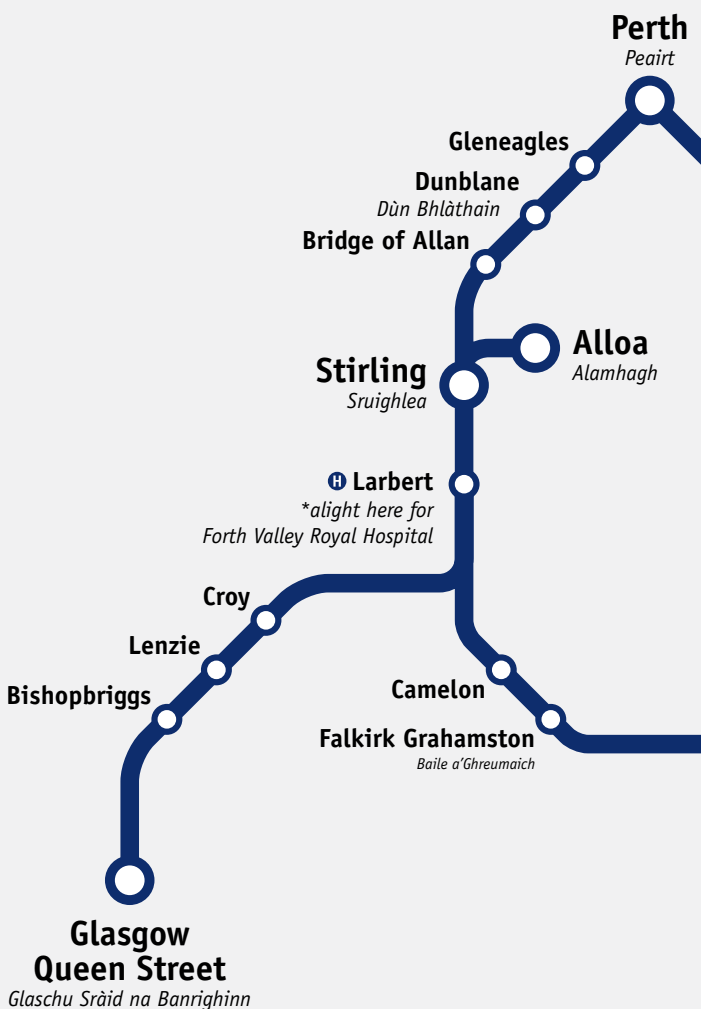 Perth
Peairt
Gleneagles
Dunblane
Dùn Bhlàthain
Bridge of Allan
Alloa
Alamhagh
Stirling
Sruighlea
H Larbert
*alight here for
Forth Valley Royal Hospital
Croy
Lenzie
Bishopbriggs
Camelon
Falkirk Grahamston
Baile a’Ghreumaich
Glasgow
Queen Street
Glaschu Sràid na Banrighinn